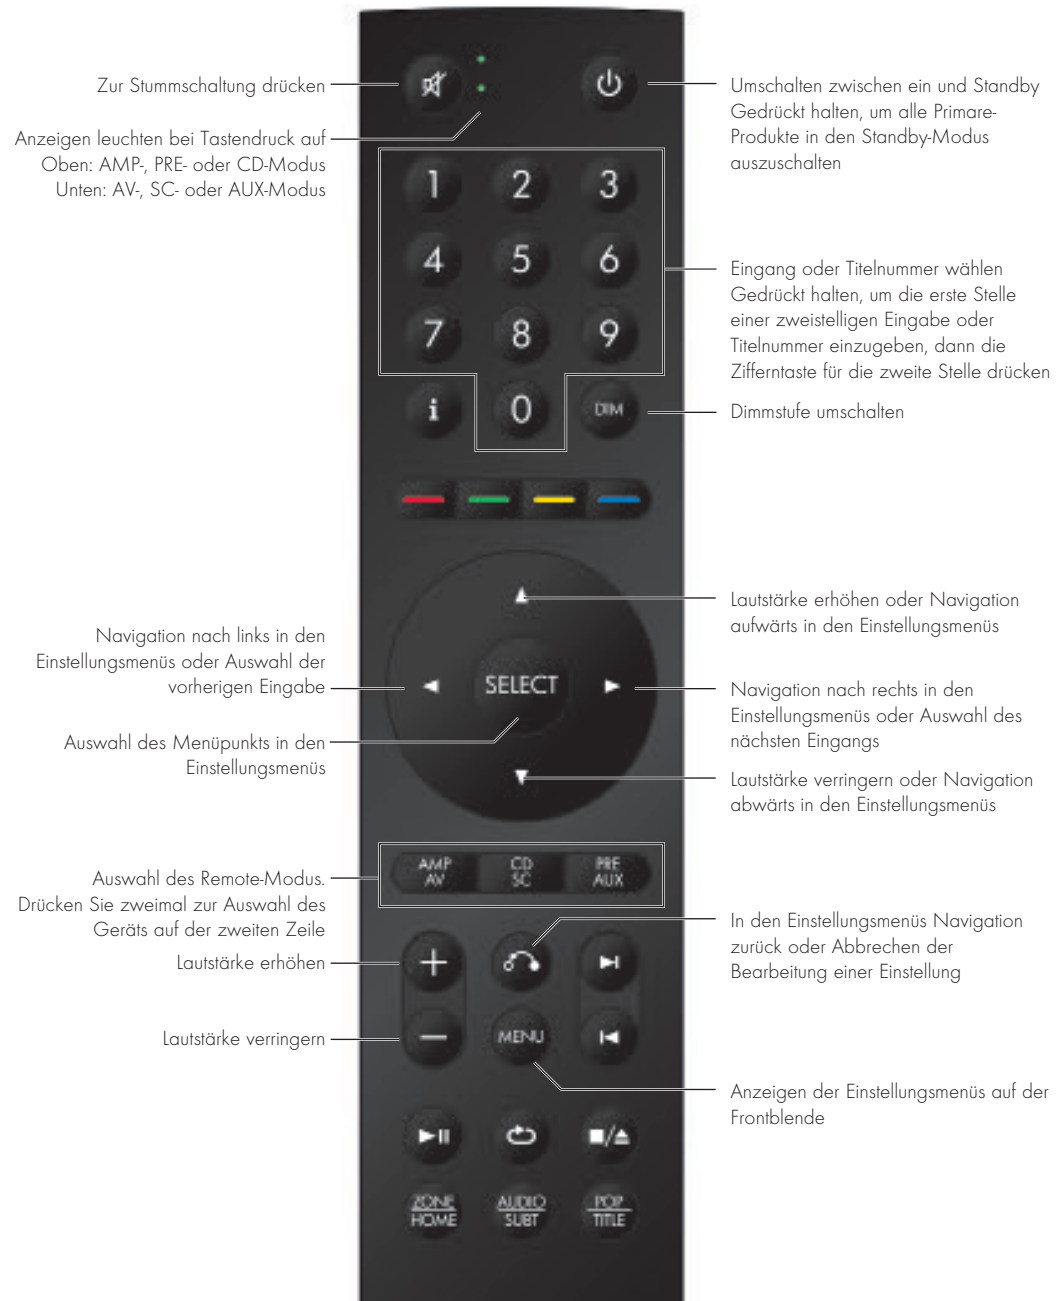 Zur Stummschaltung drücken
Anzeigen leuchten bei Tastendruck auf
Oben: AMP-, PRE- oder CD-Modus
Unten: AV-, SC- oder AUX-Modus
Umschalten zwischen ein und Standby
Gedrückt halten, um alle Primare-
Produkte in den Standby-Modus
auszuschalten
1 2 3
4 5 6
7 8 9
i 0 DIM
Eingang oder Titelnummer wählen
Gedrückt halten, um die erste Stelle
einer zweistelligen Eingabe oder
Titelnummer einzugeben, dann die
Zifferntaste für die zweite Stelle drücken
Dimmstufe umschalten
Lautstärke erhöhen oder Navigation
aufwärts in den Einstellungsmenüs
Navigation nach links in den
Einstellungsmenüs oder Auswahl der
vorherigen Eingabe
SELECT
Navigation nach rechts in den
Einstellungsmenüs oder Auswahl des
nächsten Eingangs
Auswahl des Menüpunkts in den
Einstellungsmenüs
Lautstärke verringern oder Navigation
abwärts in den Einstellungsmenüs
AMP CD PRE
AV SC AUX
Auswahl des Remote-Modus.
Drücken Sie zweimal zur Auswahl des
Geräts auf der zweiten Zeile
In den Einstellungsmenüs Navigation
zurück oder Abbrechen der
Bearbeitung einer Einstellung
Lautstärke erhöhen
Lautstärke verringern
MENU
Anzeigen der Einstellungsmenüs auf der
Frontblende
ZONE AUDIO POP
HOME SUBT TITLE